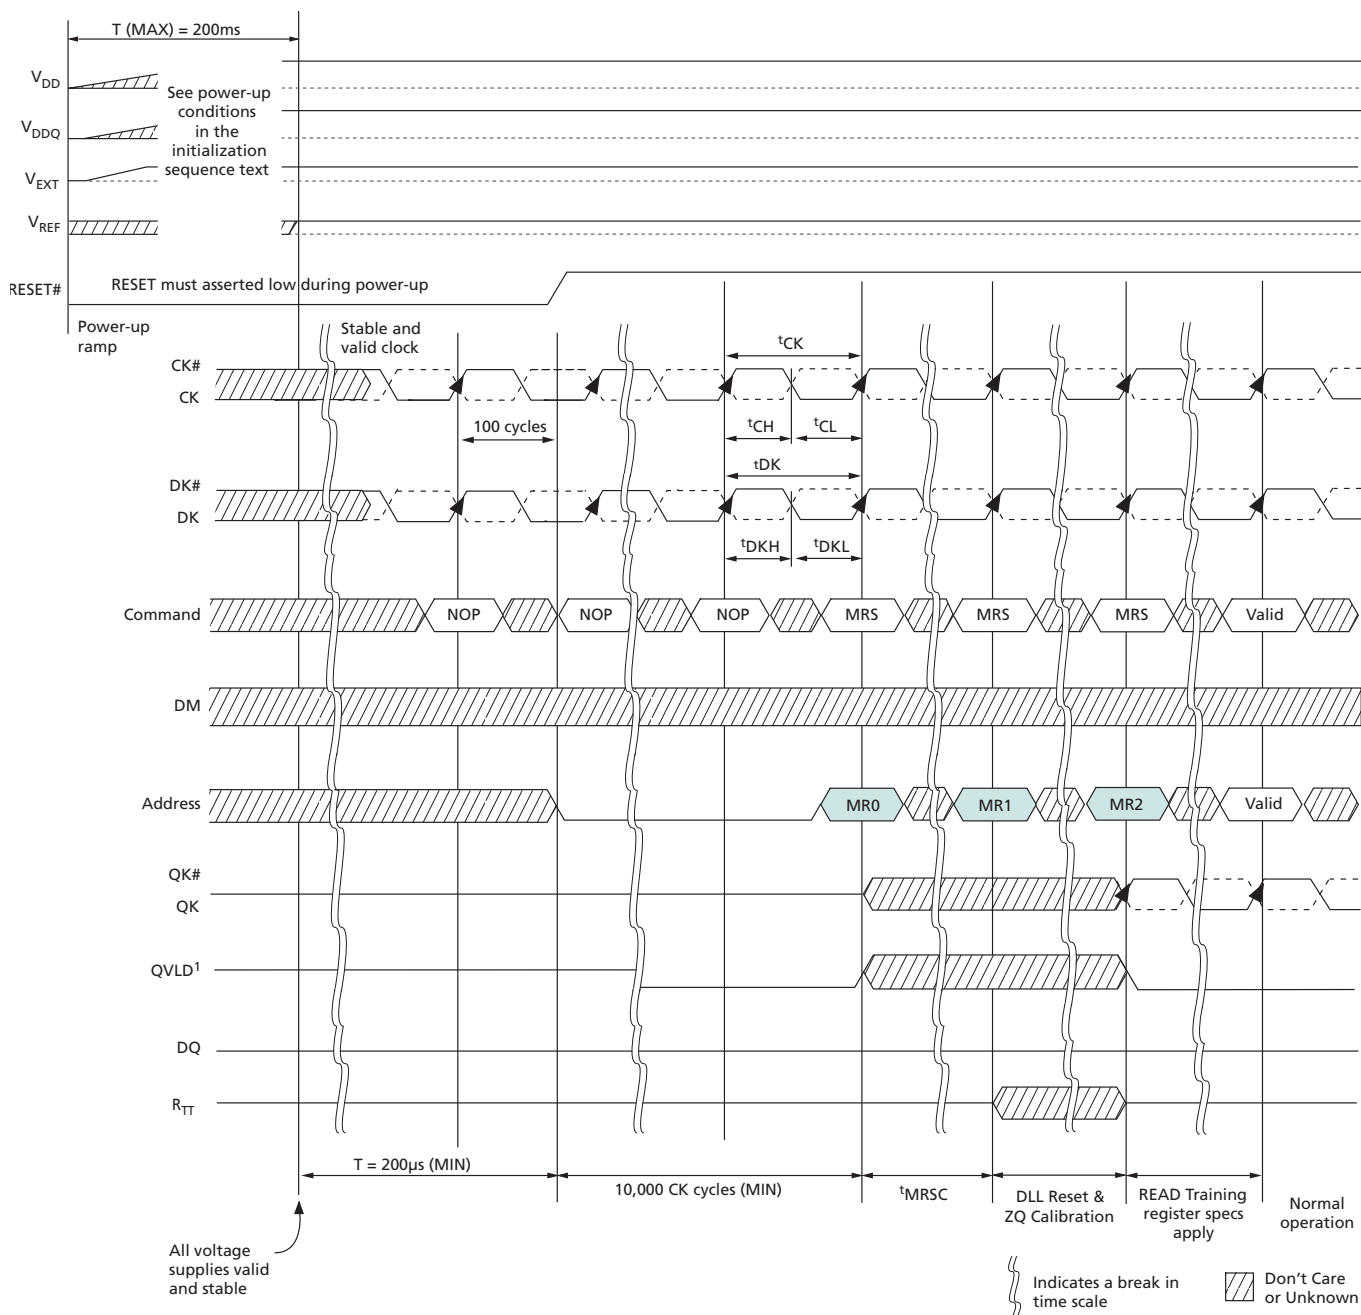 T (MAX) = 200ms
VDD
See power-up
conditions
in the
initialization
sequence text
VDDQ
VEXT
VREF
RESET#
RESET must asserted low during power-up
Power-up
ramp
Stable and
valid clock
tCK
CK#
CK
100 cycles
tCH
tCL
tDK
DK#
DK
tDKH
tDKL
Command
NOP
NOP
NOP
MRS
MRS
MRS
Valid
DM
Address
MR0
MR1
MR2
Valid
QK#
QK
QVLD1
DQ
RTT
T = 200µs (MIN)
10,000 CK cycles (MIN)
tMRSC
DLL Reset &
ZQ Calibration
READ Training
register specs
apply
Normal
operation
All voltage
supplies valid
and stable
Indicates a break in
time scale
Don't Care
or Unknown